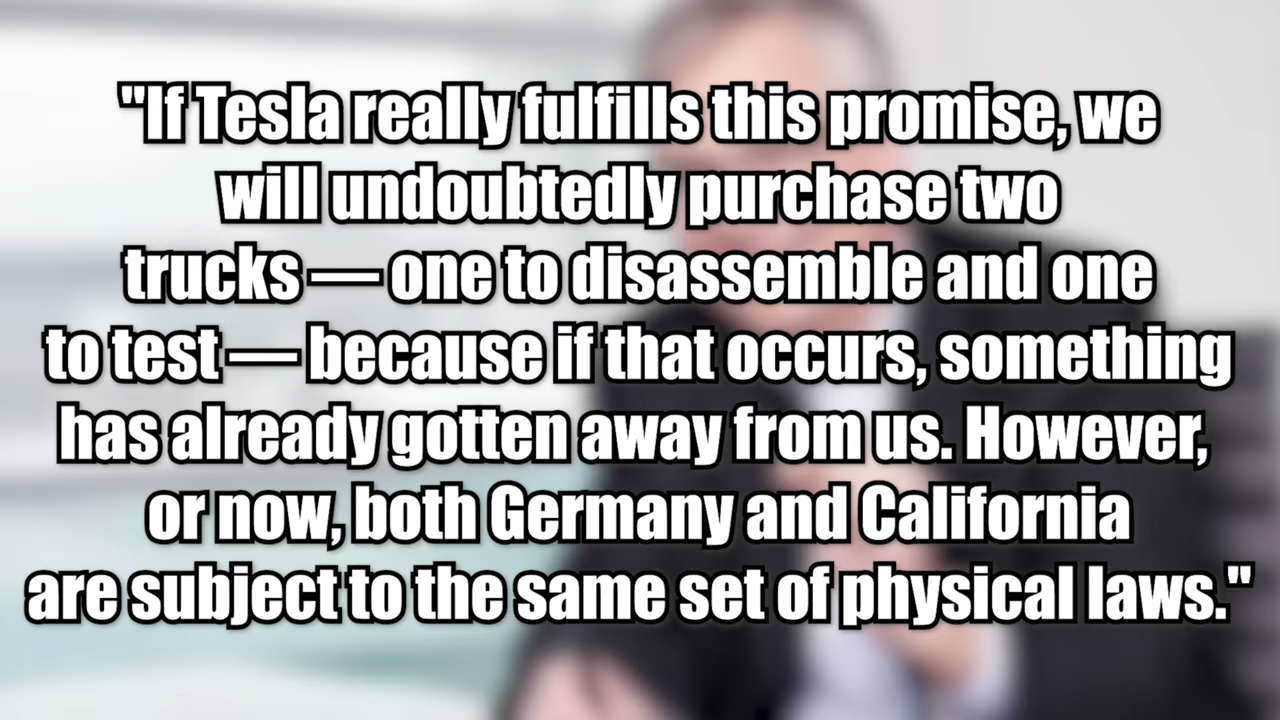 "If Tesla really fulfills this promise, we
will undoubtedly purchase two
trucks — one to disassemble and one
to test — because if that occurs, something
has already gotten away from us. However,
or now, both Germany and California
are subject to the same set of physical laws."